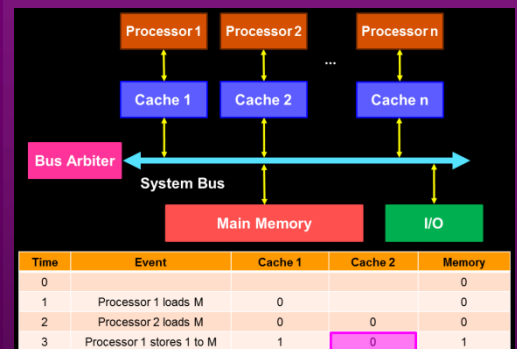 Processor 1 Processor 2 Processor n
...
Cache 1 Cache 2 Cache n
Bus Arbiter
System Bus
Main Memory I/O
Time Event Cache 1 Cache 2 Memory
0 0
1 Processor 1 loads M 0 0
2 Processor 2 loads M 0 0 0
3 Processor 1 stores 1 to M 1 0 1